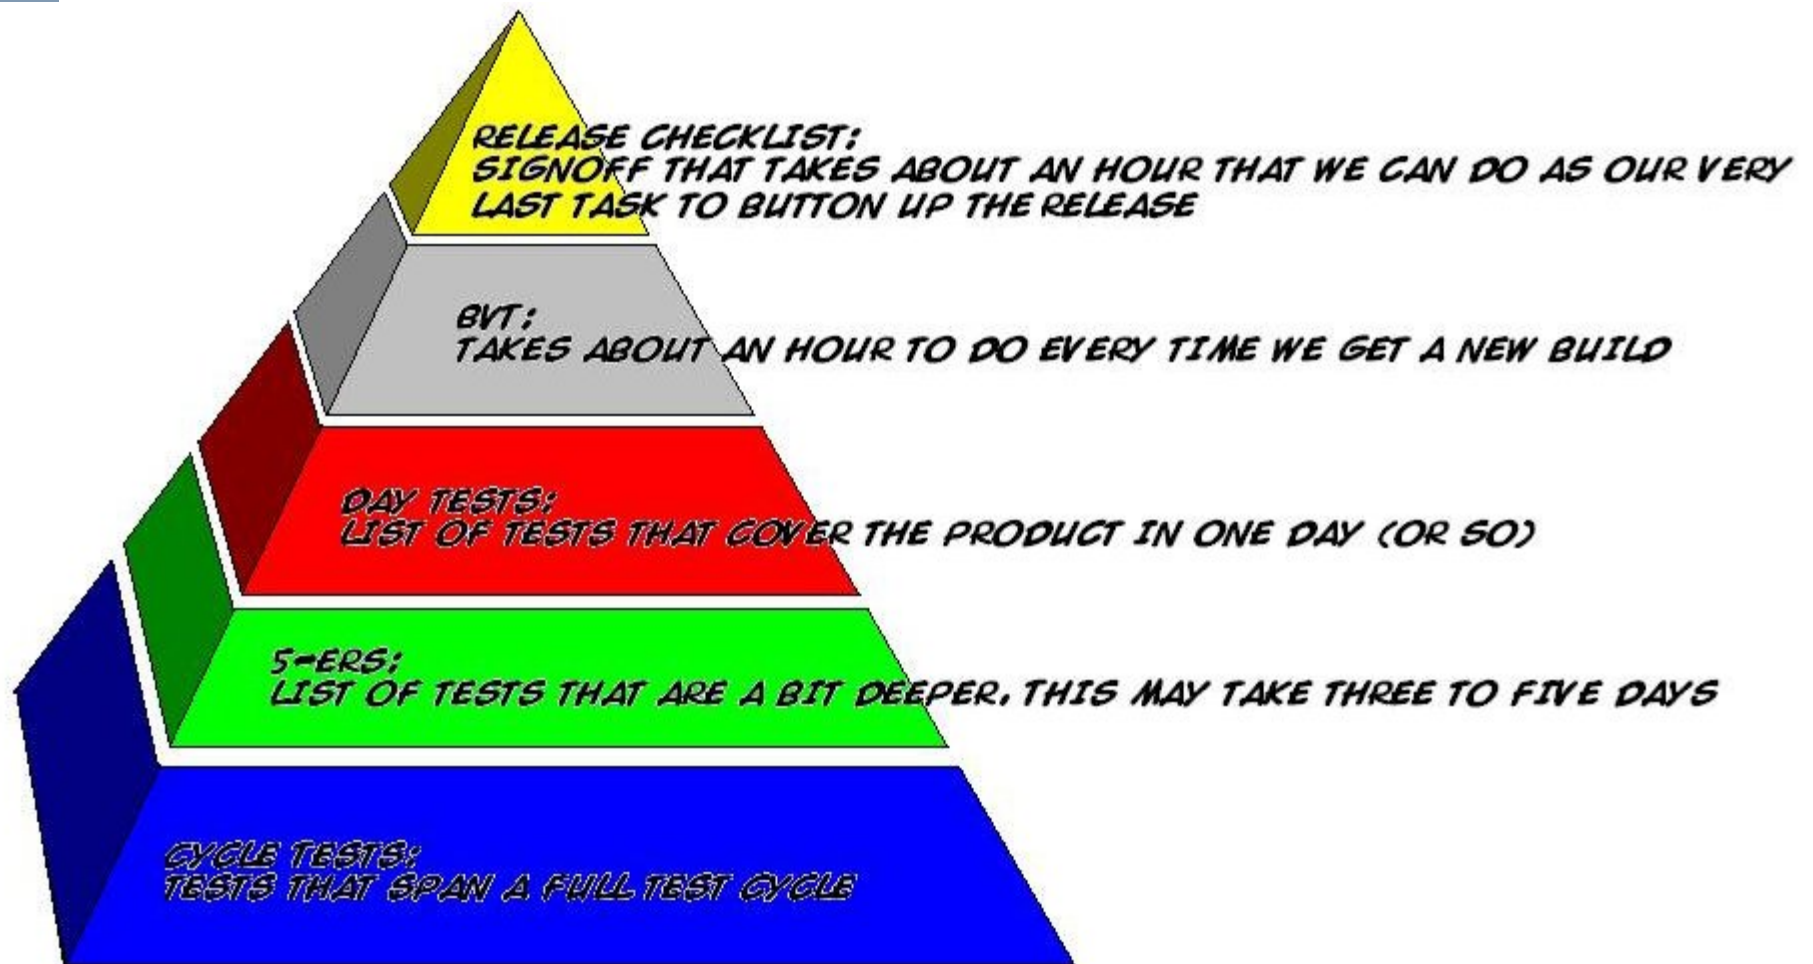 RELEASE CHECKLIST:
SIGNOFF THAT TAKES ABOUT AN HOUR THAT WE CAN DO AS OUR VERY
LAST TASK TO BUTTON UP THE RELEASE
BVT:
TAKES ABOUT AN HOUR TO DO EVERY TIME WE GET A NEW BUILD
DAY TESTS:
LIST OF TESTS THAT COVER THE PRODUCT IN ONE DAY (OR SO)
5-ERS:
LIST OF TESTS THAT ARE A BIT DEEPER. THIS MAY TAKE THREE TO FIVE DAYS
CYCLE TESTS:
TESTS THAT SPAN A FULL TEST CYCLE